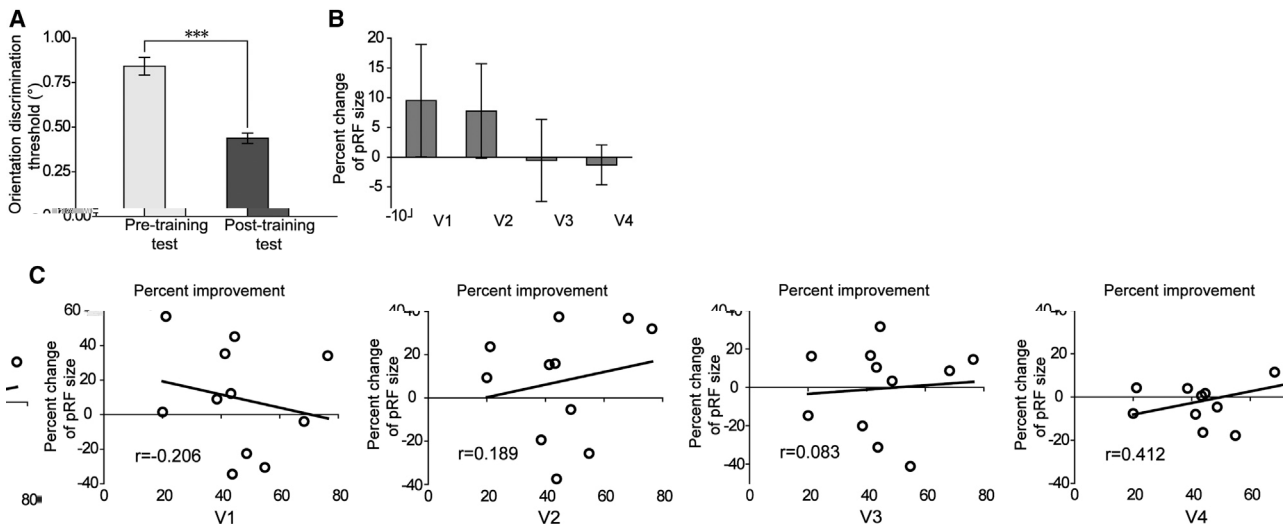 A
B
Orientation discrimination
threshold (°)
1.00
0.75
0.50
0.25
0.00
***
Pre-training
test
Post-training
test
Percent change
of pRF size
20
15
10
5
0
-5
-10
V1
V2
V3
V4
C
Percent improvement
Percent change
of pRF size
60
40
20
0
-20
-40
r=-0.206
0
20
40
60
80
V1
Percent improvement
Percent change
of pRF size
40
20
0
-20
-40
r=0.189
0
20
40
60
80
V2
Percent improvement
Percent change
of pRF size
40
20
0
-20
-40
-50
r=0.083
0
20
40
60
80
V3
Percent improvement
Percent change
of pRF size
40
20
0
-20
-40
r=0.412
0
20
40
60
V4
80